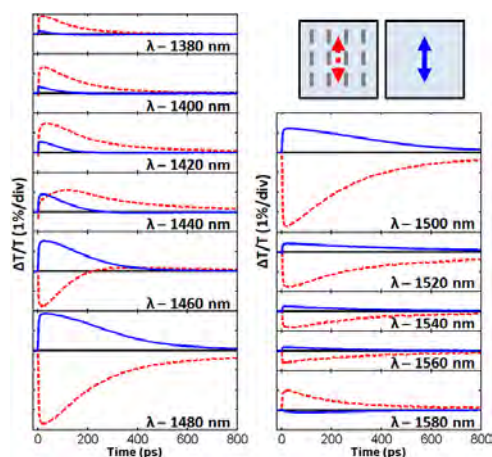 λ – 1380 nm
λ – 1400 nm
λ – 1420 nm
λ – 1440 nm
λ – 1460 nm
λ – 1480 nm
ΔT/T (1%/div)
0 200 400 600 800
Time (ps)
λ – 1500 nm
λ – 1520 nm
λ – 1540 nm
λ – 1560 nm
λ – 1580 nm
ΔT/T (1%/div)
0 200 400 600 800
Time (ps)